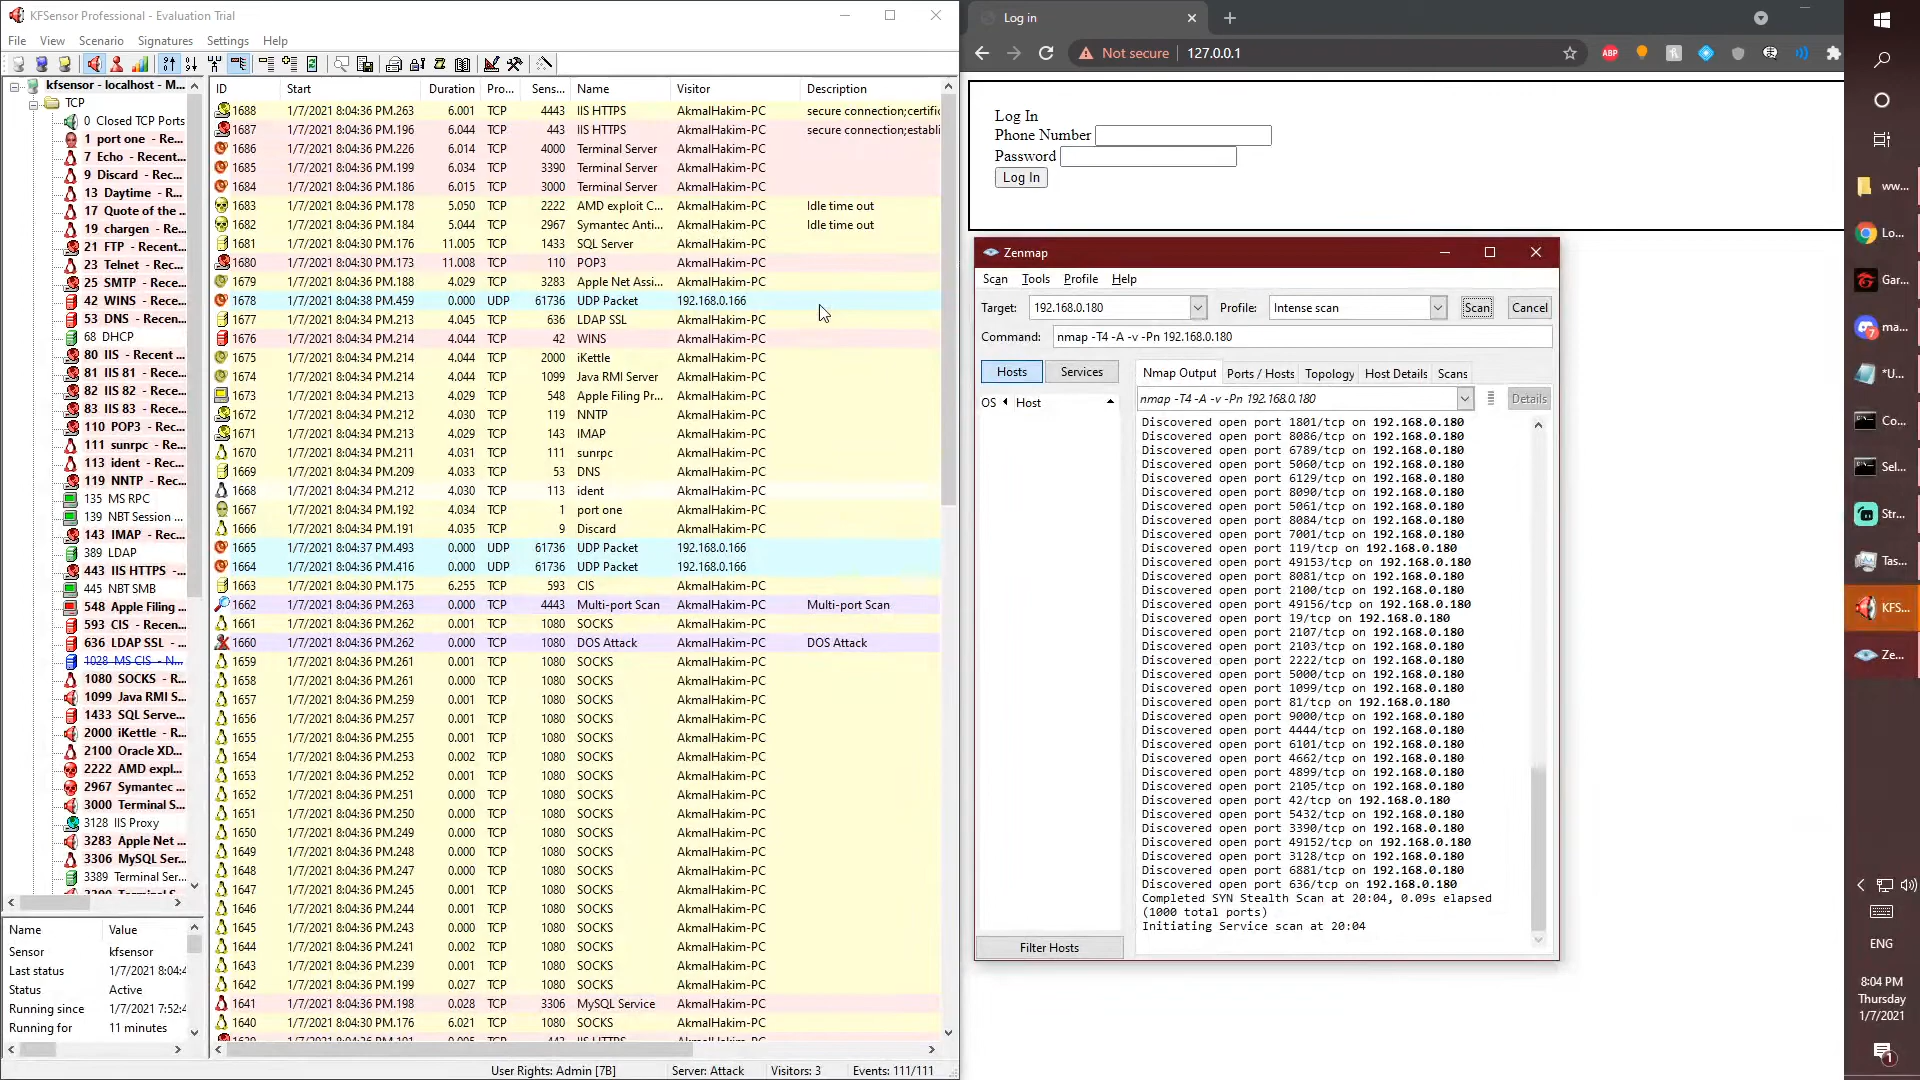 KFSensor Professional - Evaluation Trial
File View Scenario Signatures Settings Help
kfsensor - localhost - M...
TCP
0 Closed TCP Ports
1 port one - Re...
7 Echo - Recent...
9 Discard - Rec...
13 Daytime - R...
17 Quote of the ...
19 chargen - Re...
21 FTP - Recent...
23 Telnet - Rece...
25 SMTP - Rece...
42 WINS - Rece...
53 DNS - Recen...
68 DHCP
80 IIS - Recent ...
81 IIS 81 - Rece...
82 IIS 82 - Rece...
83 IIS 83 - Rece...
110 POP3 - Rec...
111 sunrpc - Re...
113 ident - Rec...
119 NNTP - Rec...
135 MS RPC
139 NBT Session ...
143 IMAP - Rece...
389 LDAP
443 IIS HTTPS -...
445 NBT SMB
548 Apple Filing ...
593 CIS - Recen...
636 LDAP SSL - ...
1028 MS CIS - N...
1080 SOCKS - R...
1099 Java RMI S...
1433 SQL Serve...
2000 iKettle - R...
2100 Oracle XD...
2222 AMD expl...
2967 Symantec ...
3000 Terminal S...
3128 IIS Proxy
3283 Apple Net ...
3306 MySQL Ser...
3389 Terminal Ser...
Name Value
Sensor kfsensor
Last status 1/7/2021 8:04:4
Status Active
Running since 1/7/2021 7:52:4
Running for 11 minutes
ID Start Duration Pro... Sens... Name Visitor Description
1688 1/7/2021 8:04:36 PM.263 6.001 TCP 4443 IIS HTTPS AkmalHakim-PC secure connection;certific
1687 1/7/2021 8:04:36 PM.196 6.044 TCP 443 IIS HTTPS AkmalHakim-PC secure connection;establi
1686 1/7/2021 8:04:36 PM.226 6.014 TCP 4000 Terminal Server AkmalHakim-PC
1685 1/7/2021 8:04:36 PM.199 6.034 TCP 3390 Terminal Server AkmalHakim-PC
1684 1/7/2021 8:04:36 PM.186 6.015 TCP 3000 Terminal Server AkmalHakim-PC
1683 1/7/2021 8:04:36 PM.178 5.050 TCP 2222 AMD exploit C... AkmalHakim-PC Idle time out
1682 1/7/2021 8:04:36 PM.184 5.044 TCP 2967 Symantec Anti... AkmalHakim-PC Idle time out
1681 1/7/2021 8:04:30 PM.176 11.005 TCP 1433 SQL Server AkmalHakim-PC
1680 1/7/2021 8:04:30 PM.173 11.008 TCP 110 POP3 AkmalHakim-PC
1679 1/7/2021 8:04:36 PM.188 4.029 TCP 3283 Apple Net Assi... AkmalHakim-PC
1678 1/7/2021 8:04:38 PM.459 0.000 UDP 61736 UDP Packet 192.168.0.166
1677 1/7/2021 8:04:34 PM.213 4.045 TCP 636 LDAP SSL AkmalHakim-PC
1676 1/7/2021 8:04:34 PM.214 4.044 TCP 42 WINS AkmalHakim-PC
1675 1/7/2021 8:04:34 PM.214 4.044 TCP 2000 iKettle AkmalHakim-PC
1674 1/7/2021 8:04:34 PM.214 4.044 TCP 1099 Java RMI Server AkmalHakim-PC
1673 1/7/2021 8:04:34 PM.213 4.029 TCP 548 Apple Filing Pr... AkmalHakim-PC
1672 1/7/2021 8:04:34 PM.212 4.030 TCP 119 NNTP AkmalHakim-PC
1671 1/7/2021 8:04:34 PM.213 4.029 TCP 143 IMAP AkmalHakim-PC
1670 1/7/2021 8:04:34 PM.211 4.031 TCP 111 sunrpc AkmalHakim-PC
1669 1/7/2021 8:04:34 PM.209 4.033 TCP 53 DNS AkmalHakim-PC
1668 1/7/2021 8:04:34 PM.212 4.030 TCP 113 ident AkmalHakim-PC
1667 1/7/2021 8:04:34 PM.192 4.034 TCP 1 port one AkmalHakim-PC
1666 1/7/2021 8:04:34 PM.191 4.035 TCP 9 Discard AkmalHakim-PC
1665 1/7/2021 8:04:37 PM.493 0.000 UDP 61736 UDP Packet 192.168.0.166
1664 1/7/2021 8:04:37 PM.416 0.000 UDP 61736 UDP Packet 192.168.0.166
1663 1/7/2021 8:04:30 PM.175 6.255 TCP 593 CIS AkmalHakim-PC
1662 1/7/2021 8:04:36 PM.263 0.000 TCP 4443 Multi-port Scan AkmalHakim-PC Multi-port Scan
1661 1/7/2021 8:04:36 PM.262 0.001 TCP 1080 SOCKS AkmalHakim-PC
1660 1/7/2021 8:04:36 PM.262 0.000 TCP 1080 DOS Attack AkmalHakim-PC DOS Attack
1659 1/7/2021 8:04:36 PM.261 0.001 TCP 1080 SOCKS AkmalHakim-PC
1658 1/7/2021 8:04:36 PM.261 0.000 TCP 1080 SOCKS AkmalHakim-PC
1657 1/7/2021 8:04:36 PM.259 0.001 TCP 1080 SOCKS AkmalHakim-PC
1656 1/7/2021 8:04:36 PM.257 0.001 TCP 1080 SOCKS AkmalHakim-PC
1655 1/7/2021 8:04:36 PM.255 0.001 TCP 1080 SOCKS AkmalHakim-PC
1654 1/7/2021 8:04:36 PM.253 0.002 TCP 1080 SOCKS AkmalHakim-PC
1653 1/7/2021 8:04:36 PM.252 0.001 TCP 1080 SOCKS AkmalHakim-PC
1652 1/7/2021 8:04:36 PM.251 0.000 TCP 1080 SOCKS AkmalHakim-PC
1651 1/7/2021 8:04:36 PM.250 0.000 TCP 1080 SOCKS AkmalHakim-PC
1650 1/7/2021 8:04:36 PM.249 0.000 TCP 1080 SOCKS AkmalHakim-PC
1649 1/7/2021 8:04:36 PM.248 0.000 TCP 1080 SOCKS AkmalHakim-PC
1648 1/7/2021 8:04:36 PM.247 0.000 TCP 1080 SOCKS AkmalHakim-PC
1647 1/7/2021 8:04:36 PM.245 0.001 TCP 1080 SOCKS AkmalHakim-PC
1646 1/7/2021 8:04:36 PM.244 0.001 TCP 1080 SOCKS AkmalHakim-PC
1645 1/7/2021 8:04:36 PM.243 0.000 TCP 1080 SOCKS AkmalHakim-PC
1644 1/7/2021 8:04:36 PM.241 0.002 TCP 1080 SOCKS AkmalHakim-PC
1643 1/7/2021 8:04:36 PM.239 0.001 TCP 1080 SOCKS AkmalHakim-PC
1642 1/7/2021 8:04:36 PM.199 0.027 TCP 1080 SOCKS AkmalHakim-PC
1641 1/7/2021 8:04:36 PM.198 0.028 TCP 3306 MySQL Service AkmalHakim-PC
1640 1/7/2021 8:04:30 PM.176 6.021 TCP 1080 SOCKS AkmalHakim-PC
User Rights: Admin [7B] Server: Attack Visitors: 3 Events: 111/111
Log in
Not secure 127.0.0.1
ABP
Log In
Phone Number
Password
Log In
Zenmap
Scan Tools Profile Help
Target: 192.168.0.180 Profile: Intense scan Scan Cancel
Command: nmap -T4 -A -v -Pn 192.168.0.180
Hosts Services
OS Host
Filter Hosts
Nmap Output Ports / Hosts Topology Host Details Scans
nmap -T4 -A -v -Pn 192.168.0.180 Details
Discovered open port 1801/tcp on 192.168.0.180
Discovered open port 8086/tcp on 192.168.0.180
Discovered open port 6789/tcp on 192.168.0.180
Discovered open port 5060/tcp on 192.168.0.180
Discovered open port 6129/tcp on 192.168.0.180
Discovered open port 8090/tcp on 192.168.0.180
Discovered open port 5061/tcp on 192.168.0.180
Discovered open port 8084/tcp on 192.168.0.180
Discovered open port 7001/tcp on 192.168.0.180
Discovered open port 119/tcp on 192.168.0.180
Discovered open port 49153/tcp on 192.168.0.180
Discovered open port 8081/tcp on 192.168.0.180
Discovered open port 2100/tcp on 192.168.0.180
Discovered open port 49156/tcp on 192.168.0.180
Discovered open port 19/tcp on 192.168.0.180
Discovered open port 2107/tcp on 192.168.0.180
Discovered open port 2103/tcp on 192.168.0.180
Discovered open port 2222/tcp on 192.168.0.180
Discovered open port 5000/tcp on 192.168.0.180
Discovered open port 1099/tcp on 192.168.0.180
Discovered open port 81/tcp on 192.168.0.180
Discovered open port 9000/tcp on 192.168.0.180
Discovered open port 4444/tcp on 192.168.0.180
Discovered open port 6101/tcp on 192.168.0.180
Discovered open port 4662/tcp on 192.168.0.180
Discovered open port 4899/tcp on 192.168.0.180
Discovered open port 2105/tcp on 192.168.0.180
Discovered open port 42/tcp on 192.168.0.180
Discovered open port 5432/tcp on 192.168.0.180
Discovered open port 3390/tcp on 192.168.0.180
Discovered open port 49152/tcp on 192.168.0.180
Discovered open port 3128/tcp on 192.168.0.180
Discovered open port 6881/tcp on 192.168.0.180
Discovered open port 636/tcp on 192.168.0.180
Completed SYN Stealth Scan at 20:04, 0.09s elapsed
(1000 total ports)
Initiating Service scan at 20:04
ww...
Lo...
Gar...
ma...
*U...
Co...
Sel...
Str...
Tas...
KFS...
Ze...
ENG
8:04 PM
Thursday
1/7/2021
1